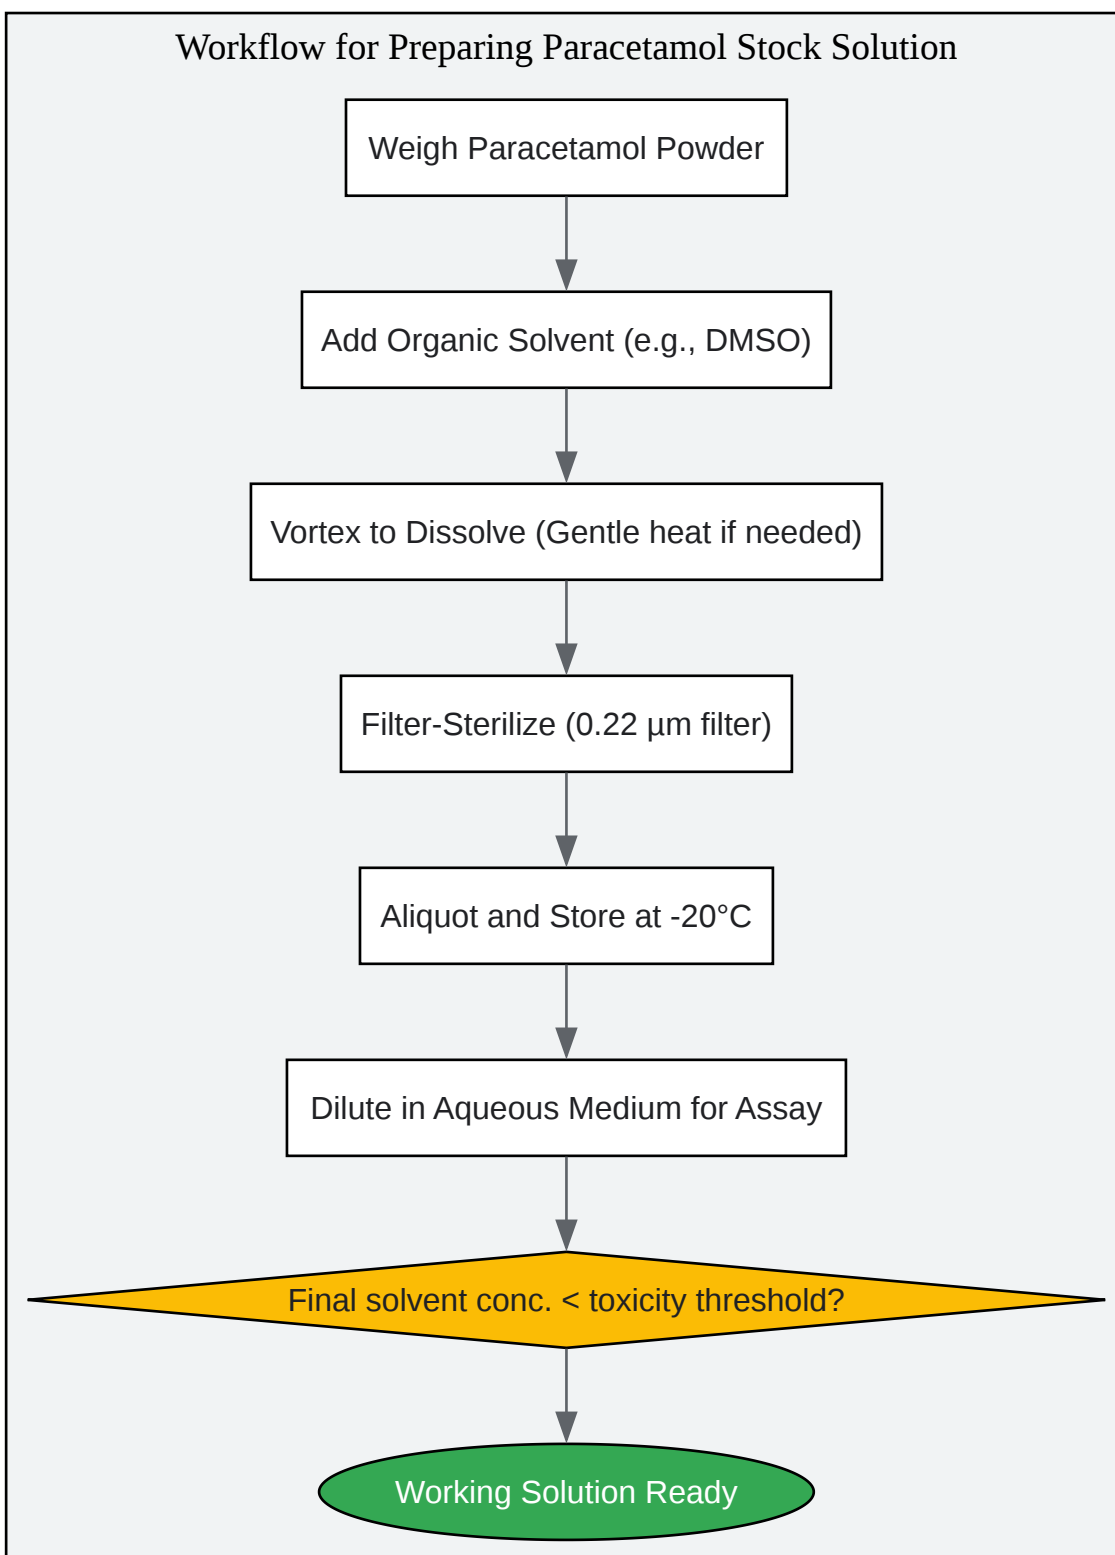 Workflow for Preparing Paracetamol Stock Solution
Weigh Paracetamol Powder
Add Organic Solvent (e.g., DMSO)
Vortex to Dissolve (Gentle heat if needed)
Filter-Sterilize (0.22 µm filter)
Aliquot and Store at -20°C
Dilute in Aqueous Medium for Assay
Final solvent conc. < toxicity threshold?
Working Solution Ready